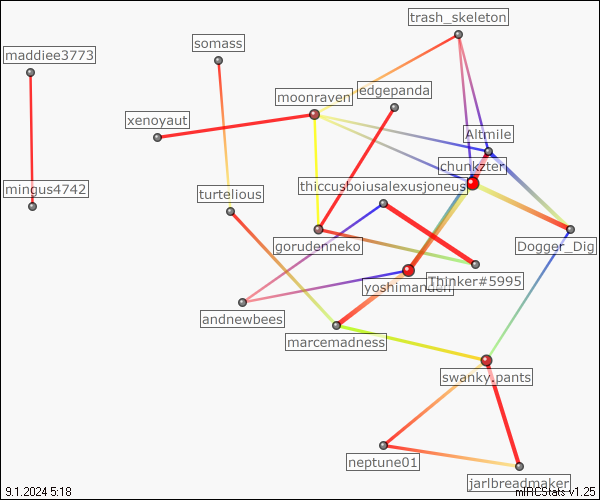 trash_skeleton
somass
maddiee3773
edgepanda
moonraven
xenoyaut
Altmile
chunkzter
mingus4742
thiccusboiusalexusjoneus
turtelious
gorudenneko
Dogger_Dig
Thinker#5995
yoshimanden
andnewbees
marcemadness
swanky.pants
neptune01
jarlbreadmaker
9.1.2024 5:18
mIRCStats v1.25